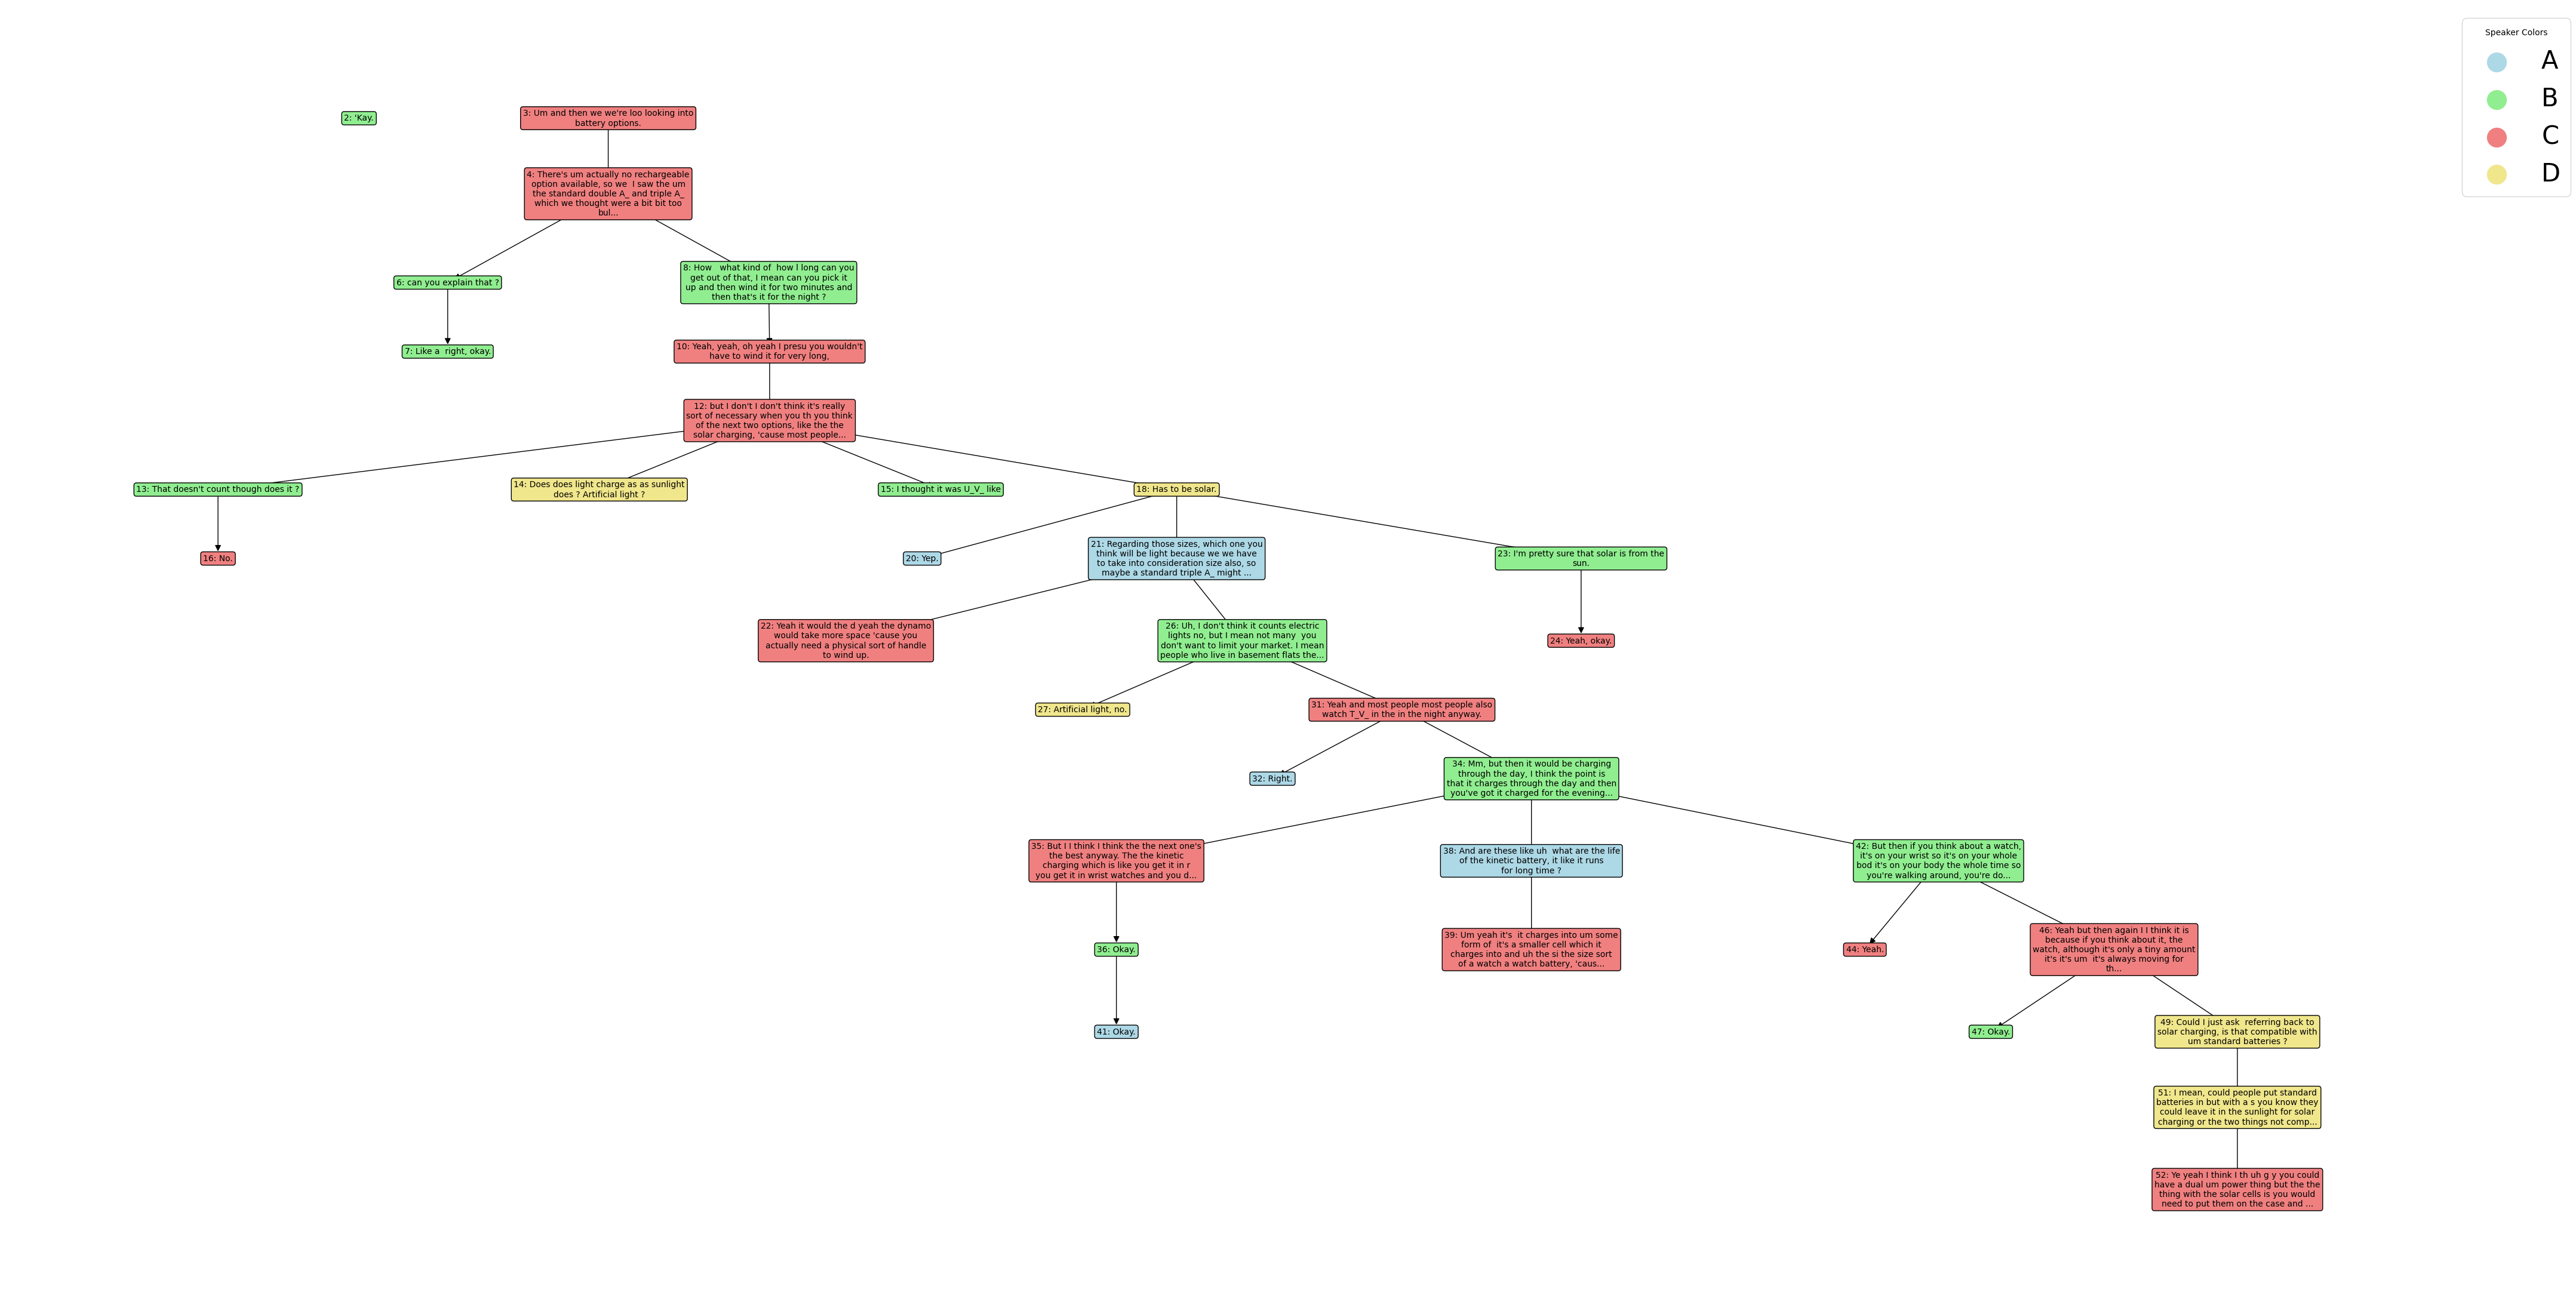 Speaker Colors
A
B
C
D
2: 'Kay.
3: Um and then we we're loo looking into
battery options.
4: There's um actually no rechargeable
option available, so we  I saw the um
the standard double A_ and triple A_
which we thought were a bit bit too
bul...
6: can you explain that ?
8: How   what kind of  how l long can you
get out of that, I mean can you pick it
up and then wind it for two minutes and
then that's it for the night ?
7: Like a  right, okay.
10: Yeah, yeah, oh yeah I presu you wouldn't
have to wind it for very long,
12: but I don't I don't think it's really
sort of necessary when you th you think
of the next two options, like the the
solar charging, 'cause most people...
13: That doesn't count though does it ?
14: Does does light charge as as sunlight
does ? Artificial light ?
15: I thought it was U_V_ like
18: Has to be solar.
16: No.
20: Yep.
21: Regarding those sizes, which one you
think will be light because we we have
to take into consideration size also, so
maybe a standard triple A_ might ...
23: I'm pretty sure that solar is from the
sun.
22: Yeah it would the d yeah the dynamo
would take more space 'cause you
actually need a physical sort of handle
to wind up.
26: Uh, I don't think it counts electric
lights no, but I mean not many  you
don't want to limit your market. I mean
people who live in basement flats the...
24: Yeah, okay.
27: Artificial light, no.
31: Yeah and most people most people also
watch T_V_ in the in the night anyway.
32: Right.
34: Mm, but then it would be charging
through the day, I think the point is
that it charges through the day and then
you've got it charged for the evening...
35: But I I think I think the the next one's
the best anyway. The the kinetic
charging which is like you get it in r
you get it in wrist watches and you d...
38: And are these like uh  what are the life
of the kinetic battery, it like it runs
for long time ?
42: But then if you think about a watch,
it's on your wrist so it's on your whole
bod it's on your body the whole time so
you're walking around, you're do...
36: Okay.
39: Um yeah it's  it charges into um some
form of  it's a smaller cell which it
charges into and uh the si the size sort
of a watch a watch battery, 'caus...
44: Yeah.
46: Yeah but then again I I think it is
because if you think about it, the
watch, although it's only a tiny amount
it's it's um  it's always moving for
th...
41: Okay.
47: Okay.
49: Could I just ask  referring back to
solar charging, is that compatible with
um standard batteries ?
51: I mean, could people put standard
batteries in but with a s you know they
could leave it in the sunlight for solar
charging or the two things not comp...
52: Ye yeah I think I th uh g y you could
have a dual um power thing but the the
thing with the solar cells is you would
need to put them on the case and ...